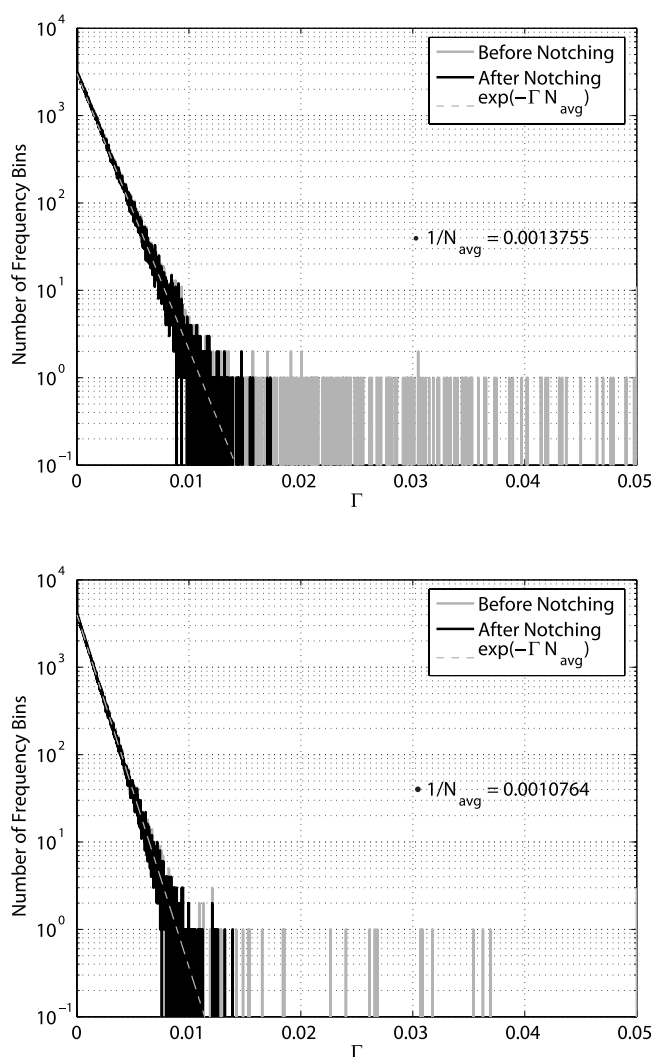 10^4
10^3
10^2
10^1
10^0
10^−1
Number of Frequency Bins
Before Notching
After Notching
exp(−Γ N_avg)
• 1/N_avg = 0.0013755
0 0.01 0.02 0.03 0.04 0.05
Γ
10^4
10^3
10^2
10^1
10^0
10^−1
Number of Frequency Bins
Before Notching
After Notching
exp(−Γ N_avg)
• 1/N_avg = 0.0010764
0 0.01 0.02 0.03 0.04 0.05
Γ